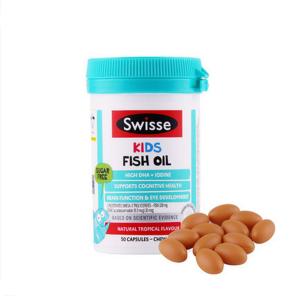 Swisse
KIDS
FISH OIL
HIGH DHA + IODINE
SUGAR
FREE
SUPPORTS COGNITIVE HEALTH
BRAIN FUNCTION & EYE DEVELOPMENT
BASED ON SCIENTIFIC EVIDENCE
NATURAL TROPICAL FLAVOUR
50 CAPSULES